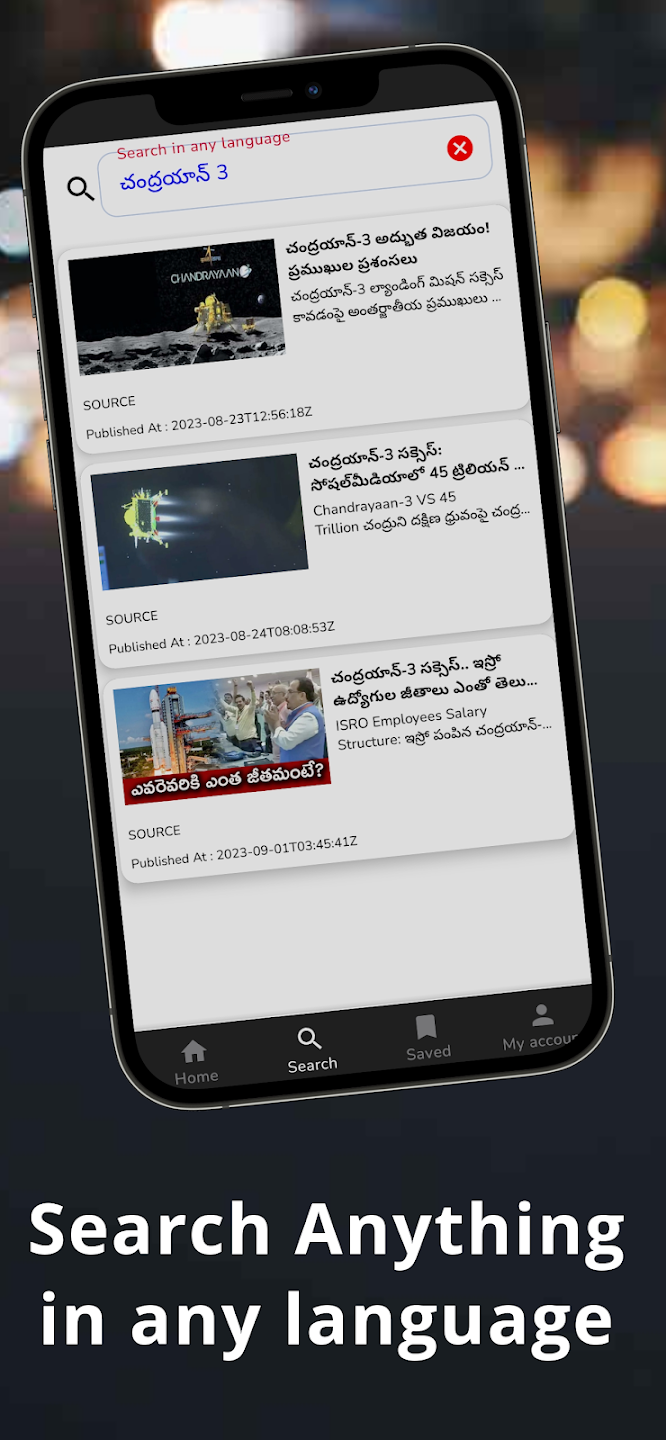 Search in any language
చంద్రయాన్ 3
CHANDRAYAAN
చంద్రయాన్-3 అద్భుత విజయం!
ప్రముఖుల ప్రశంసలు
చంద్రయాన్-3 ల్యాండింగ్ మిషన్ సక్సెస్
కావడంపై అంతర్జాతీయ ప్రముఖులు ...
SOURCE
Published At : 2023-08-23T12:56:18Z
చంద్రయాన్-3 సక్సెస్:
సోషల్‌మీడియాలో 45 ట్రిలియన్ ...
Chandrayaan-3 VS 45
Trillion చంద్రుని దక్షిణ ధ్రువంపై చంద్ర...
SOURCE
Published At : 2023-08-24T08:08:53Z
చంద్రయాన్-3 సక్సెస్.. ఇస్రో
ఉద్యోగుల జీతాలు ఎంతో తెలు...
ISRO Employees Salary
Structure: ఇస్రో పంపిన చంద్రయాన్-...
ఎవరెవరికి ఎంత జీతమంటే?
SOURCE
Published At : 2023-09-01T03:45:41Z
Home
Search
Saved
My accour
Search Anything
in any language